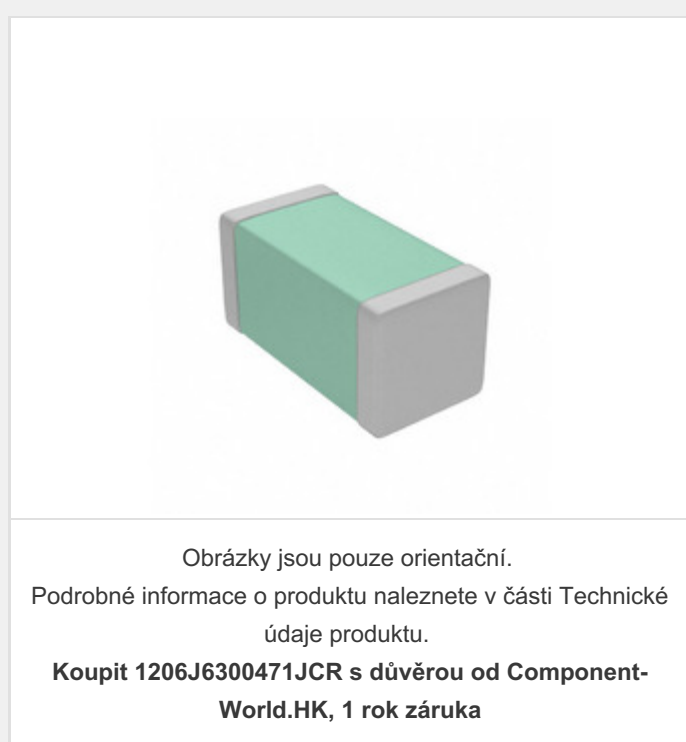 Obrázky jsou pouze orientační.
Podrobné informace o produktu naleznete v části Technické
údaje produktu.
Koupit 1206J6300471JCR s důvěrou od Component-
World.HK, 1 rok záruka